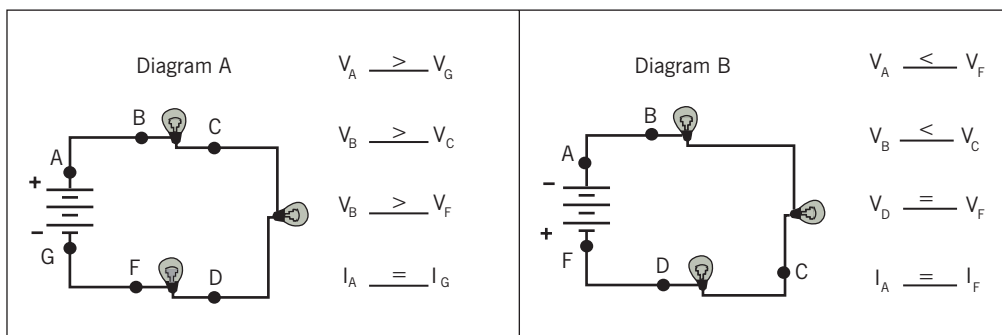 Diagram A
V_A > V_G
V_B > V_C
V_B > V_F
I_A = I_G
A
B
C
+
−
G
F
D
Diagram B
V_A < V_F
V_B < V_C
V_D = V_F
I_A = I_F
B
A
−
+
F
D
C